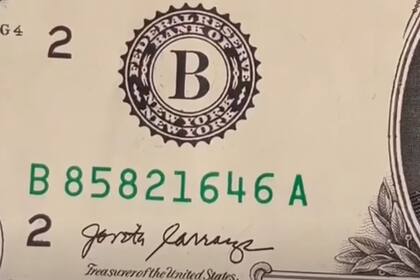 G4
2
FEDERAL RESERVE
BANK OF
B
NEW YORK
NEW YORK
B 85821646 A
2
Treasurer of the United States.